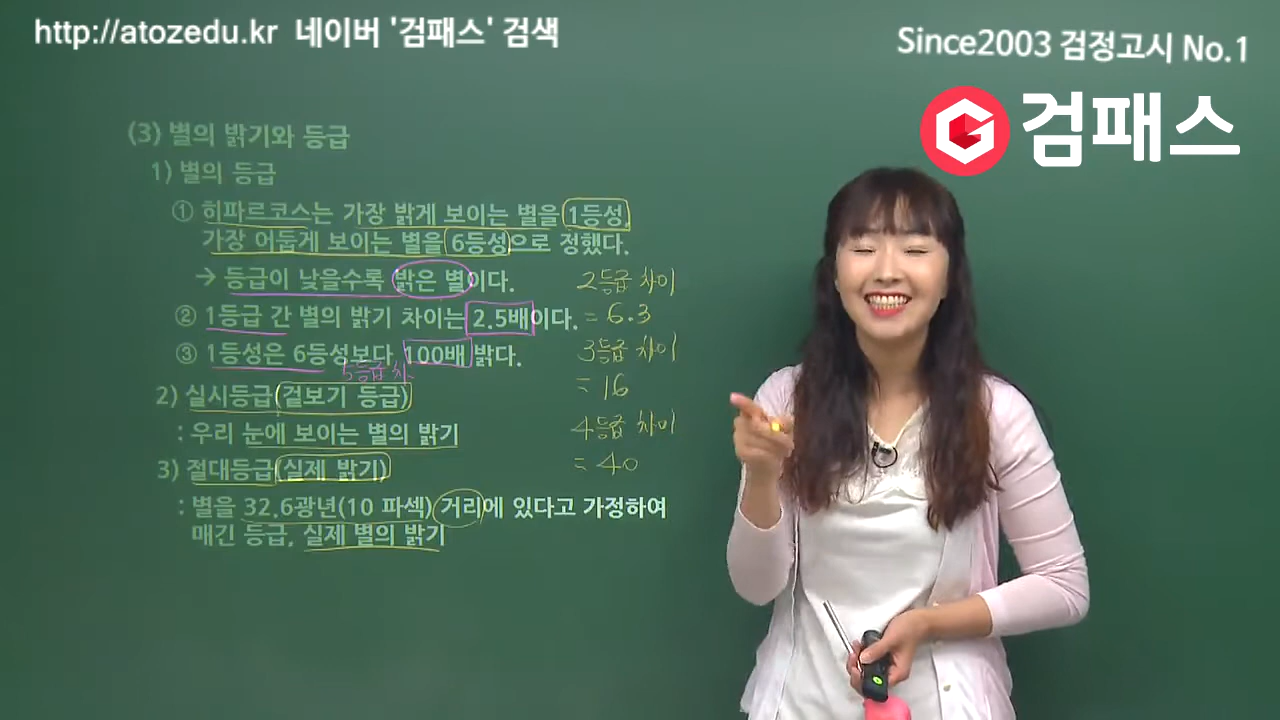 http://atozedu.kr 네이버 '검패스' 검색
Since2003 검정고시 No.1
검패스
(3) 별의 밝기와 등급
1) 별의 등급
① 히파르코스는 가장 밝게 보이는 별을 1등성,
가장 어둡게 보이는 별을 6등성으로 정했다.
→ 등급이 낮을수록 밝은 별이다.
② 1등급 간 별의 밝기 차이는 2.5배이다.
③ 1등성은 6등성보다 100배 밝다.
5등급 차
2) 실시등급(겉보기 등급)
: 우리 눈에 보이는 별의 밝기
3) 절대등급(실제 밝기)
: 별을 32.6광년(10 파섹) 거리에 있다고 가정하여
매긴 등급, 실제 별의 밝기
2등급 차이
= 6.3
3등급 차이
= 16
4등급 차이
= 40